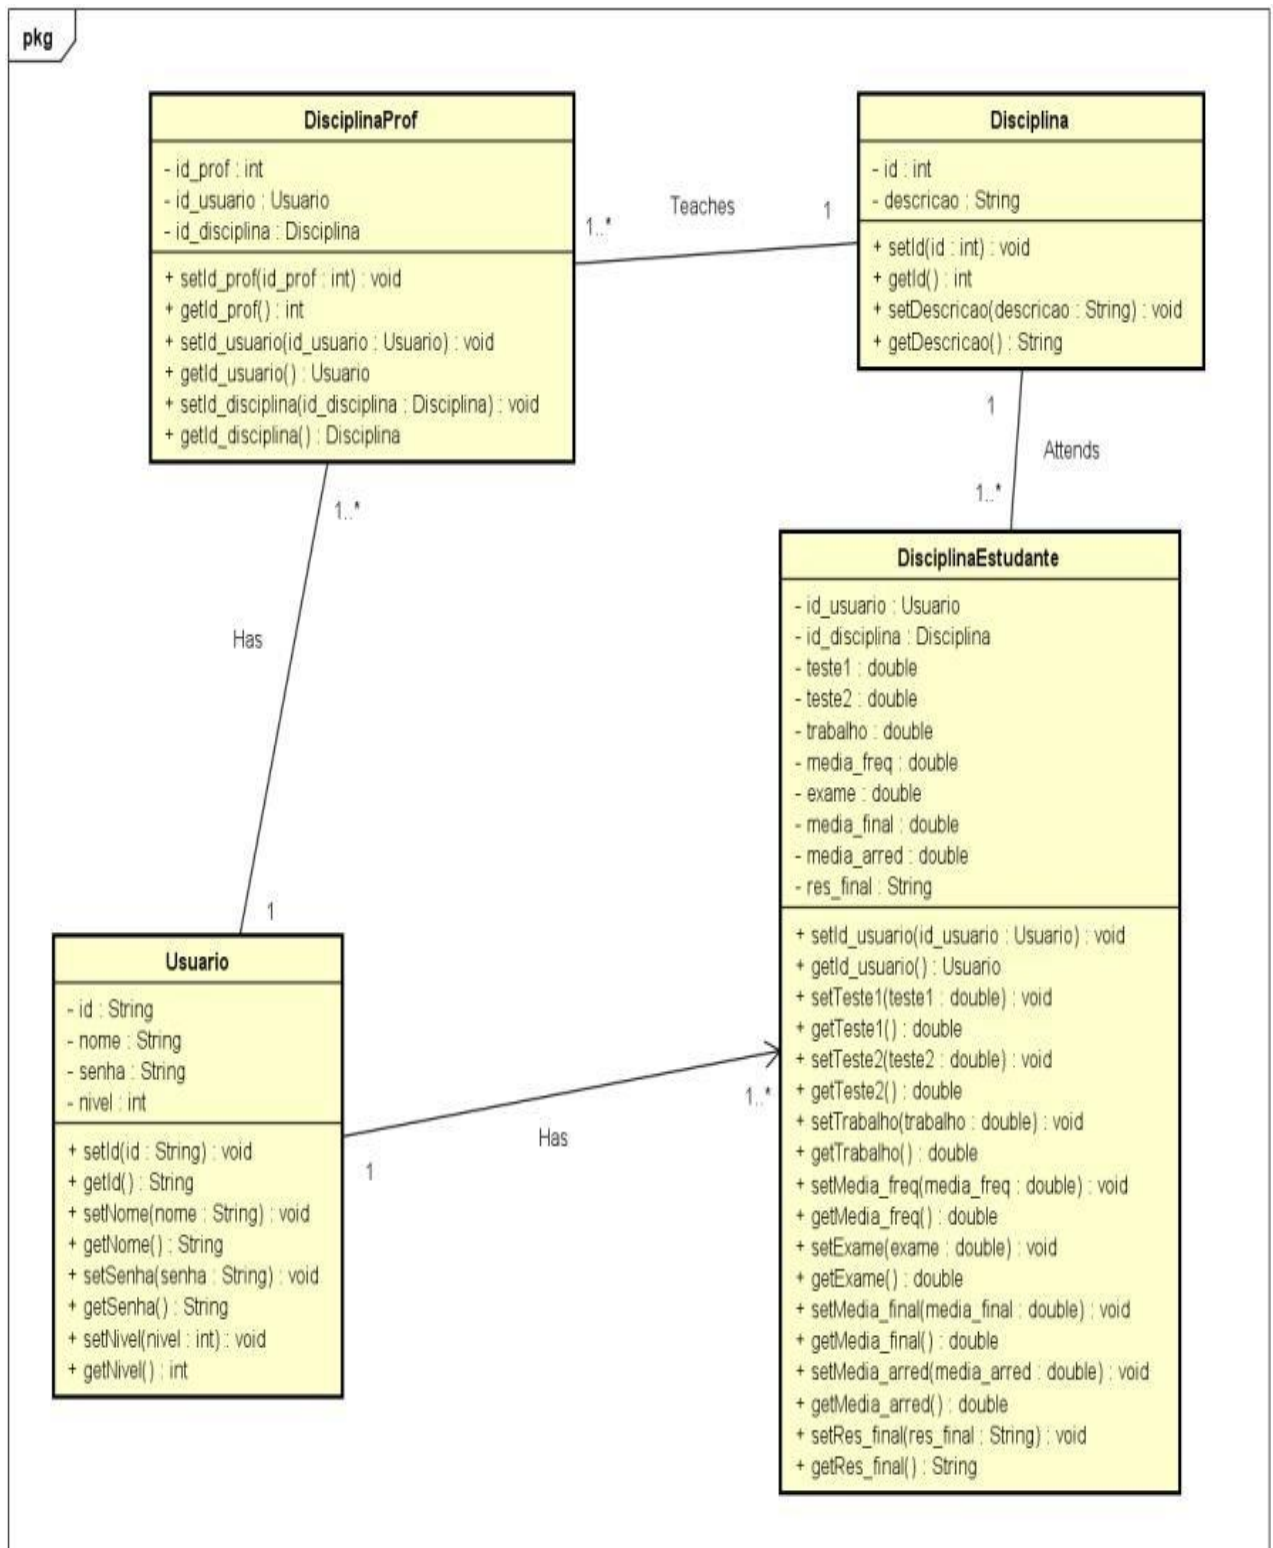 pkg
DisciplinaProf
- id_prof : int
- id_usuario : Usuario
- id_disciplina : Disciplina
+ setId_prof(id_prof : int) : void
+ getId_prof() : int
+ setId_usuario(id_usuario : Usuario) : void
+ getId_usuario() : Usuario
+ setId_disciplina(id_disciplina : Disciplina) : void
+ getId_disciplina() : Disciplina
Teaches
1..*
1
Disciplina
- id : int
- descricao : String
+ setId(id : int) : void
+ getId() : int
+ setDescricao(descricao : String) : void
+ getDescricao() : String
1
Attends
1..*
1..*
Has
1
DisciplinaEstudante
- id_usuario : Usuario
- id_disciplina : Disciplina
- teste1 : double
- teste2 : double
- trabalho : double
- media_freq : double
- exame : double
- media_final : double
- media_arred : double
- res_final : String
+ setId_usuario(id_usuario : Usuario) : void
+ getId_usuario() : Usuario
+ setTeste1(teste1 : double) : void
+ getTeste1() : double
+ setTeste2(teste2 : double) : void
+ getTeste2() : double
+ setTrabalho(trabalho : double) : void
+ getTrabalho() : double
+ setMedia_freq(media_freq : double) : void
+ getMedia_freq() : double
+ setExame(exame : double) : void
+ getExame() : double
+ setMedia_final(media_final : double) : void
+ getMedia_final() : double
+ setMedia_arred(media_arred : double) : void
+ getMedia_arred() : double
+ setRes_final(res_final : String) : void
+ getRes_final() : String
Usuario
- id : String
- nome : String
- senha : String
- nivel : int
+ setId(id : String) : void
+ getId() : String
+ setNome(nome : String) : void
+ getNome() : String
+ setSenha(senha : String) : void
+ getSenha() : String
+ setNivel(nivel : int) : void
+ getNivel() : int
1
Has
1..*